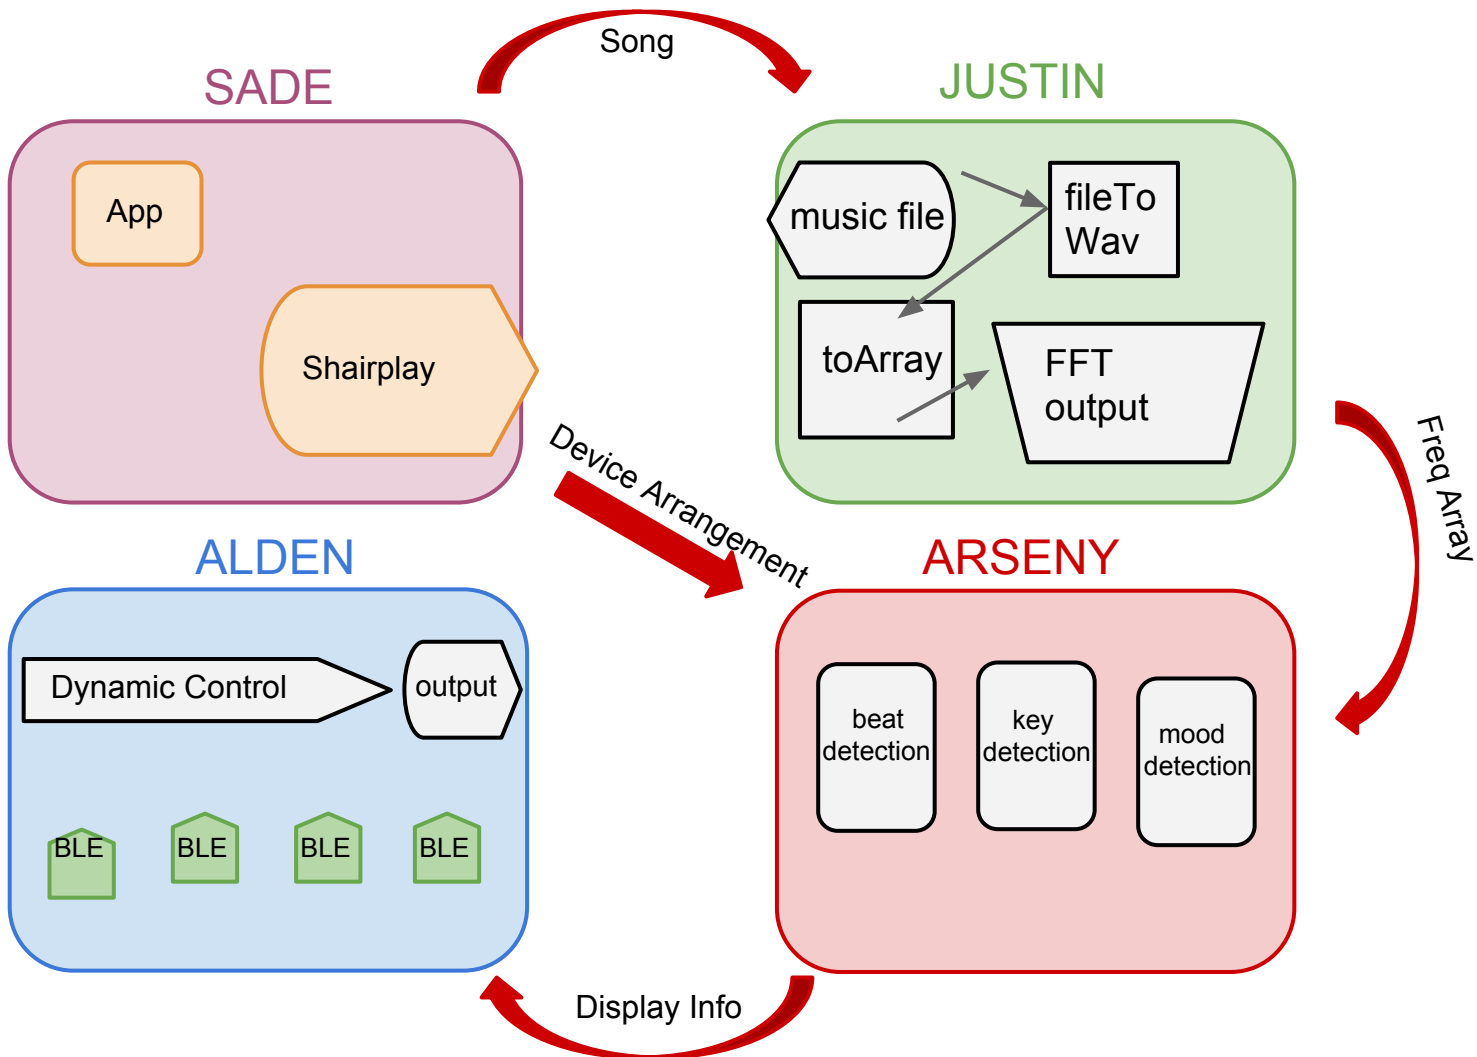 Song
SADE
JUSTIN
App
Shairplay
music file
fileTo
Wav
toArray
FFT
output
Device Arrangement
Freq Array
ALDEN
ARSENY
Dynamic Control
output
BLE
BLE
BLE
BLE
beat
detection
key
detection
mood
detection
Display Info